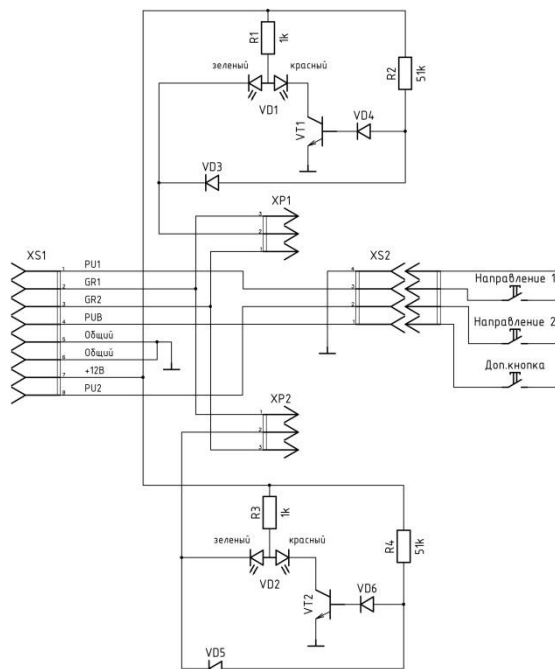 R1
1k
зеленый
красный
R2
51k
VD1
VT1
VD4
VD3
XP1
3
2
1
XS1
XS2
1
PU1
4
2
GR1
3
Направление 1
3
GR2
2
4
PUB
1
Направление 2
5
Общий
6
Общий
Доп.кнопка
7
+12В
8
PU2
XP2
1
2
3
R3
1k
зеленый
красный
R4
51k
VD2
VT2
VD6
VD5